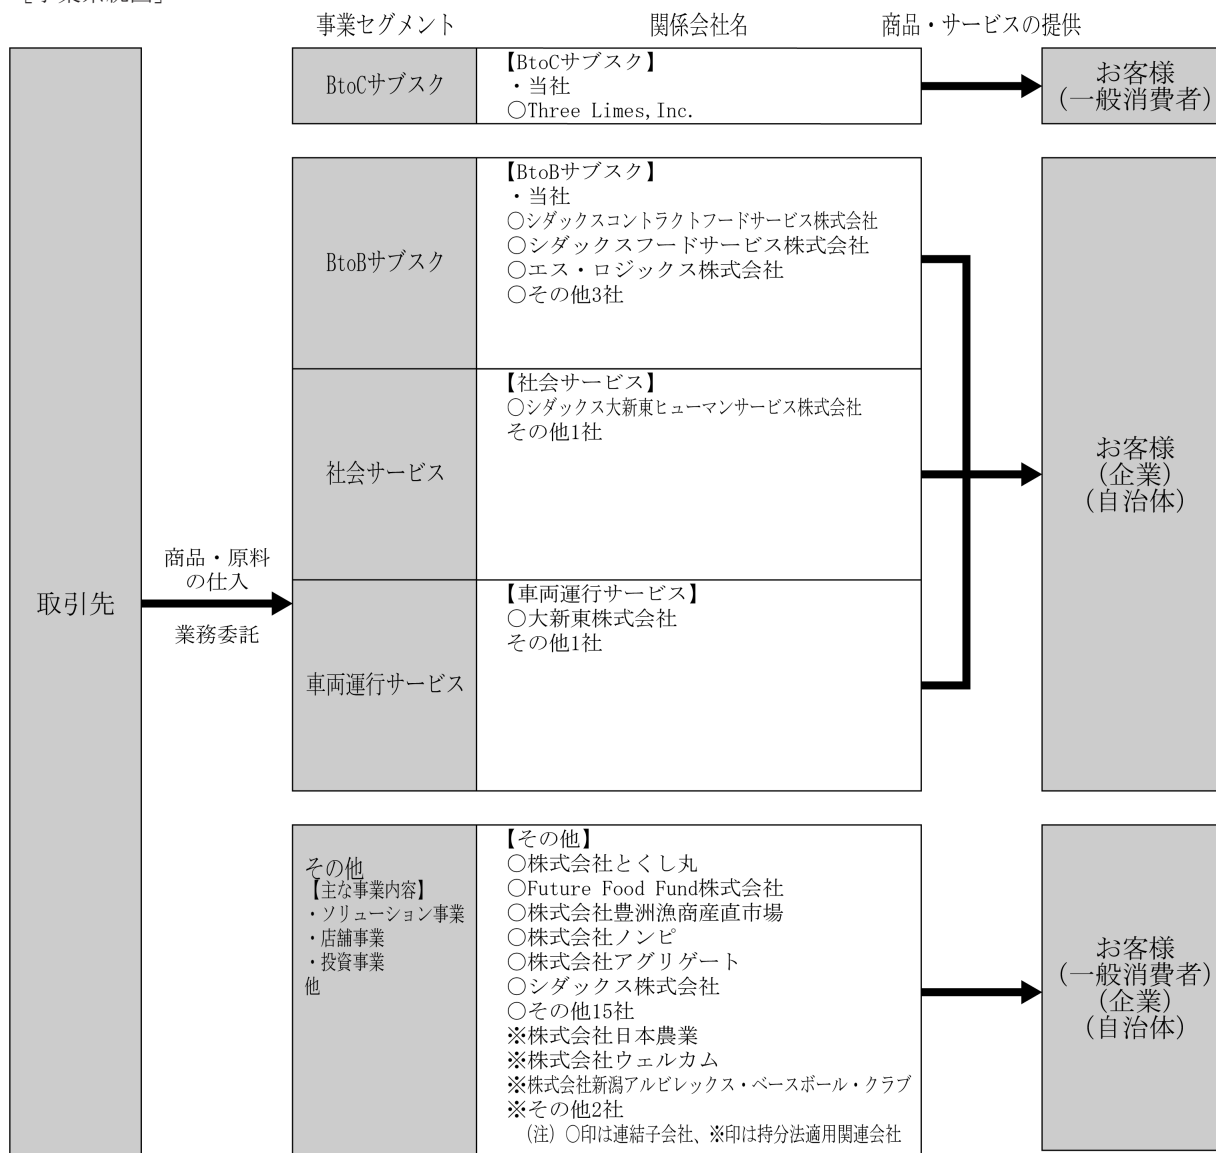 事業セグメント
関係会社名
商品・サービスの提供
取引先
商品・原料
の仕入
業務委託
BtoCサブスク
【BtoCサブスク】
・当社
○Three Limes,Inc.
お客様
(一般消費者)
BtoBサブスク
【BtoBサブスク】
・当社
○シダックスコントラクトフードサービス株式会社
○シダックスフードサービス株式会社
○エス・ロジックス株式会社
○その他3社
社会サービス
【社会サービス】
○シダックス大新東ヒューマンサービス株式会社
その他1社
車両運行サービス
【車両運行サービス】
○大新東株式会社
その他1社
お客様
(企業)
(自治体)
その他
【主な事業内容】
・ソリューション事業
・店舗事業
・投資事業
他
【その他】
○株式会社とくし丸
○Future Food Fund株式会社
○株式会社豊洲漁商産直市場
○株式会社ノンピ
○株式会社アグリゲート
○シダックス株式会社
○その他15社
※株式会社日本農業
※株式会社ウェルカム
※株式会社新潟アルビレックス・ベースボール・クラブ
※その他2社
(注) ○印は連結子会社、※印は持分法適用関連会社
お客様
(一般消費者)
(企業)
(自治体)